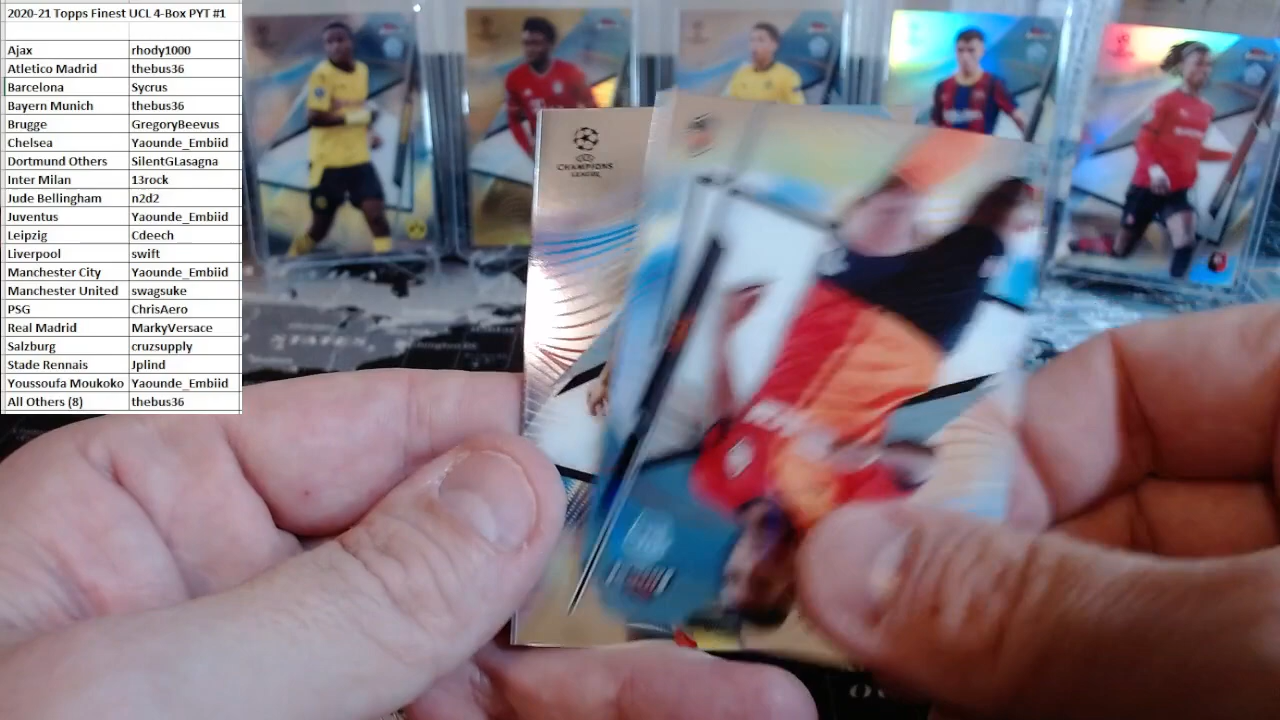 2020-21 Topps Finest UCL 4-Box PYT #1
Ajax rhody1000
Atletico Madrid thebus36
Barcelona Sycrus
Bayern Munich thebus36
Brugge GregoryBeevus
Chelsea Yaounde_Embiid
Dortmund Others SilentGLasagna
Inter Milan 13rock
Jude Bellingham n2d2
Juventus Yaounde_Embiid
Leipzig Cdeech
Liverpool swift
Manchester City Yaounde_Embiid
Manchester United swagsuke
PSG ChrisAero
Real Madrid MarkyVersace
Salzburg cruzsupply
Stade Rennais Jplind
Youssoufa Moukoko Yaounde_Embiid
All Others (8) thebus36
CHAMPIONS
LEAGUE